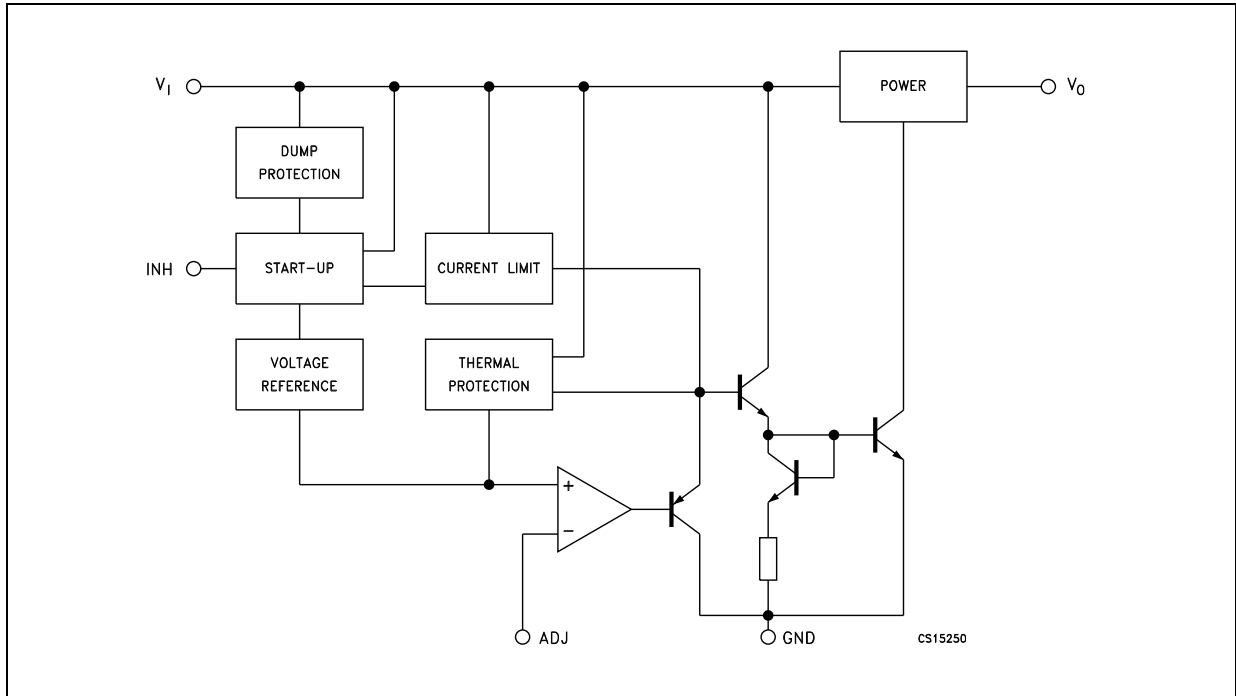 V_I
POWER
V_O
DUMP
PROTECTION
INH
START-UP
CURRENT LIMIT
VOLTAGE
REFERENCE
THERMAL
PROTECTION
+
−
ADJ
GND
CS15250